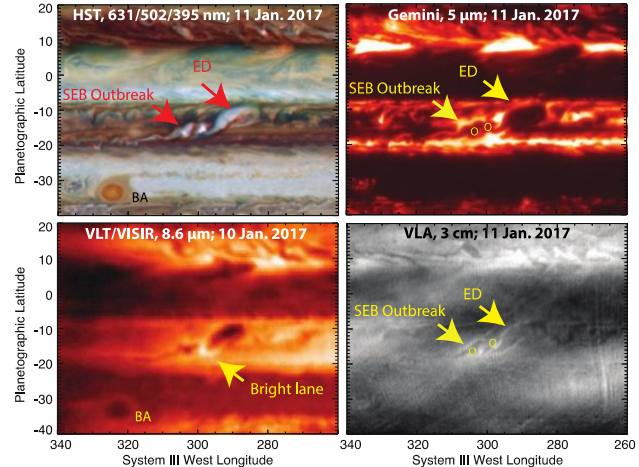 HST, 631/502/395 nm; 11 Jan. 2017
Planetographic Latitude
20
10
0
-10
-20
-30
ED
SEB Outbreak
BA
Gemini, 5 µm; 11 Jan. 2017
ED
SEB Outbreak
VLT/VISIR, 8.6 µm; 10 Jan. 2017
Planetographic Latitude
20
10
0
-10
-20
-30
-40
Bright lane
BA
340
320
300
280
System III West Longitude
VLA, 3 cm; 11 Jan. 2017
ED
SEB Outbreak
340
320
300
280
260
System III West Longitude